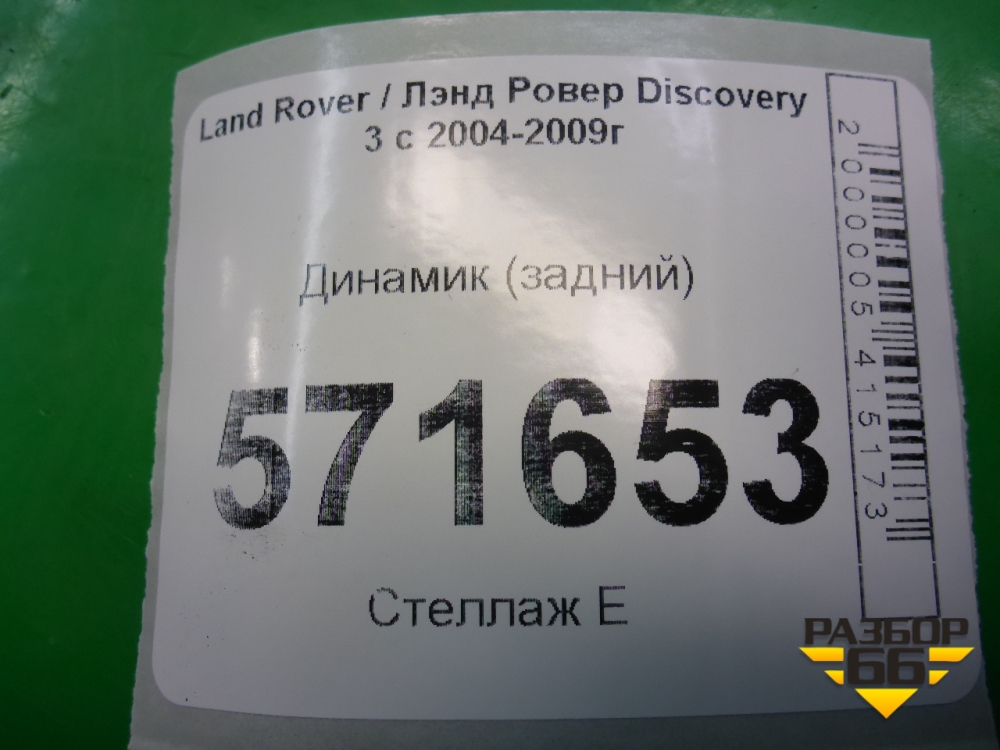 Land Rover / Лэнд Ровер Discovery
3 с 2004-2009г
Динамик (задний)
571653
Стеллаж Е
2000005415173
РАЗБОР
66